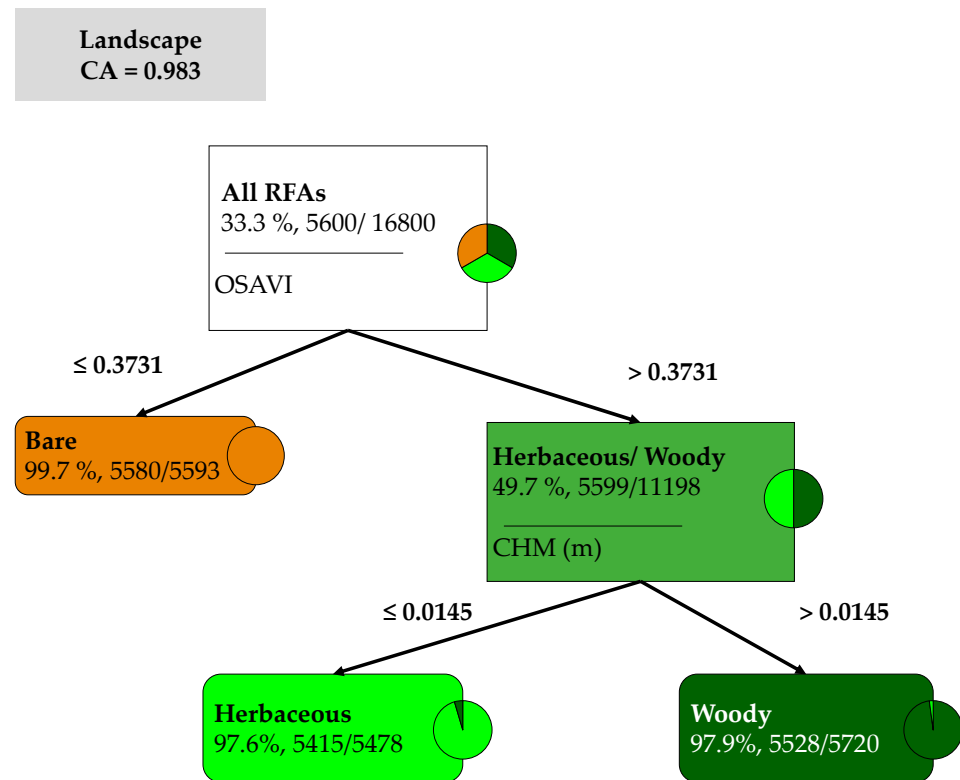 Landscape
CA = 0.983
All RFAs
33.3 %, 5600/ 16800
OSAVI
≤ 0.3731
> 0.3731
Bare
99.7 %, 5580/5593
Herbaceous/ Woody
49.7 %, 5599/11198
CHM (m)
≤ 0.0145
> 0.0145
Herbaceous
97.6%, 5415/5478
Woody
97.9%, 5528/5720